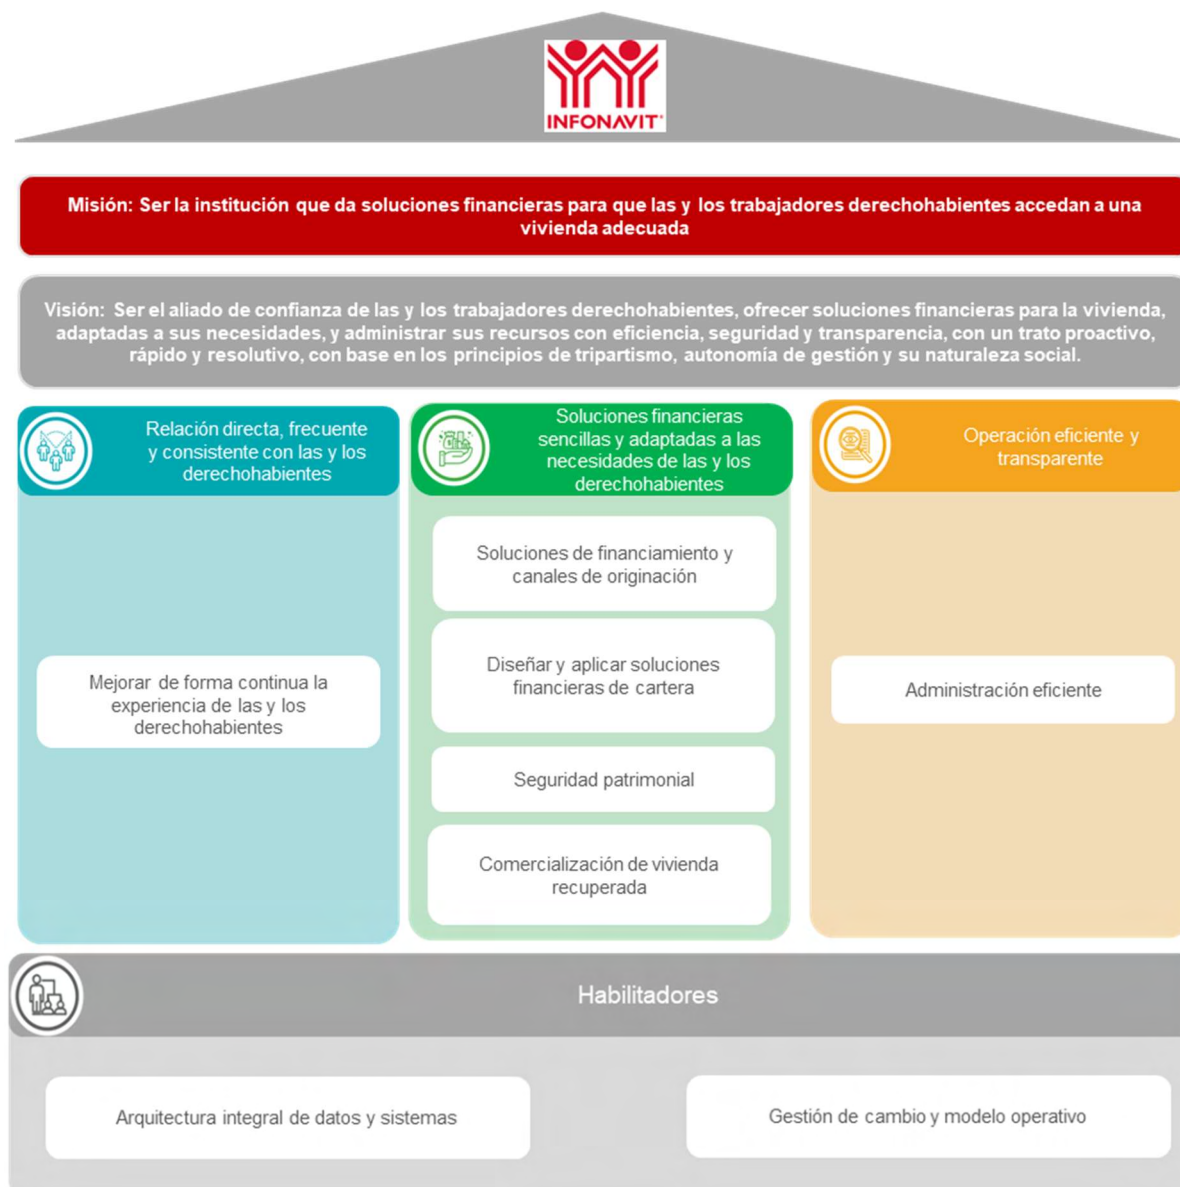 INFONAVIT
Misión: Ser la institución que da soluciones financieras para que las y los trabajadores derechohabientes accedan a una
vivienda adecuada
Visión: Ser el aliado de confianza de las y los trabajadores derechohabientes, ofrecer soluciones financieras para la vivienda,
adaptadas a sus necesidades, y administrar sus recursos con eficiencia, seguridad y transparencia, con un trato proactivo,
rápido y resolutivo, con base en los principios de tripartismo, autonomía de gestión y su naturaleza social.
Relación directa, frecuente
y consistente con las y los
derechohabientes
Mejorar de forma continua la
experiencia de las y los
derechohabientes
Soluciones financieras
sencillas y adaptadas a las
necesidades de las y los
derechohabientes
Soluciones de financiamiento y
canales de originación
Diseñar y aplicar soluciones
financieras de cartera
Seguridad patrimonial
Comercialización de vivienda
recuperada
Operación eficiente y
transparente
Administración eficiente
Habilitadores
Arquitectura integral de datos y sistemas
Gestión de cambio y modelo operativo